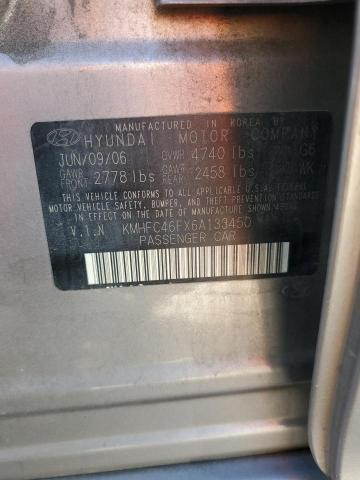 MANUFACTURED IN KOREA BY
HYUNDAI MOTOR COMPANY
JUN/09/06 GVWR 4740 lbs G6
GAWR FRONT 2778 lbs GAWR REAR 2458 lbs WK
THIS VEHICLE CONFORMS TO ALL APPLICABLE U.S.A. FEDERAL
MOTOR VEHICLE SAFETY, BUMPER, AND THEFT PREVENTION
STANDARDS IN EFFECT ON THE DATE OF MANUFACTURE SHOWN ABOVE
V.I.N KMHFC46FX6A133450
PASSENGER CAR